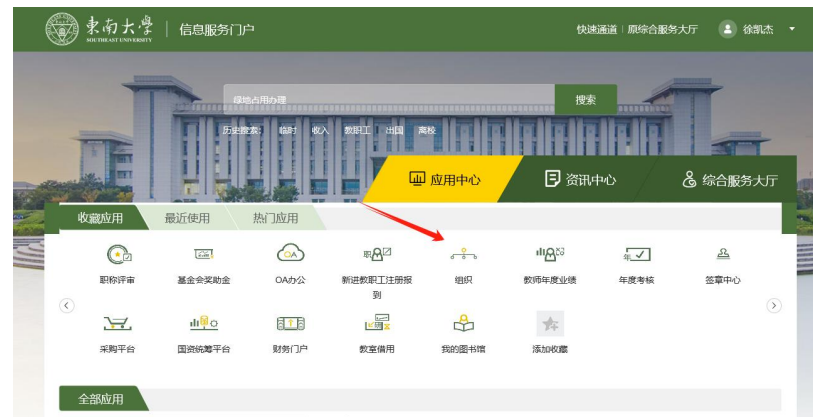 東南大學 | 信息服务门户 快速通道 | 原综合服务大厅 徐凯杰
SOUTHEAST UNIVERSITY
绿地占用办理 搜索
历史搜索： 临时 收入 教职工 出国 离校
应用中心 资讯中心 综合服务大厅
收藏应用 最近使用 热门应用
职称评审 基金会奖助金 OA办公 新进教职工注册报到 组织 教师年度业绩 年度考核 签章中心
采购平台 国资统筹平台 财务门户 教室借用 我的图书馆 添加收藏
全部应用